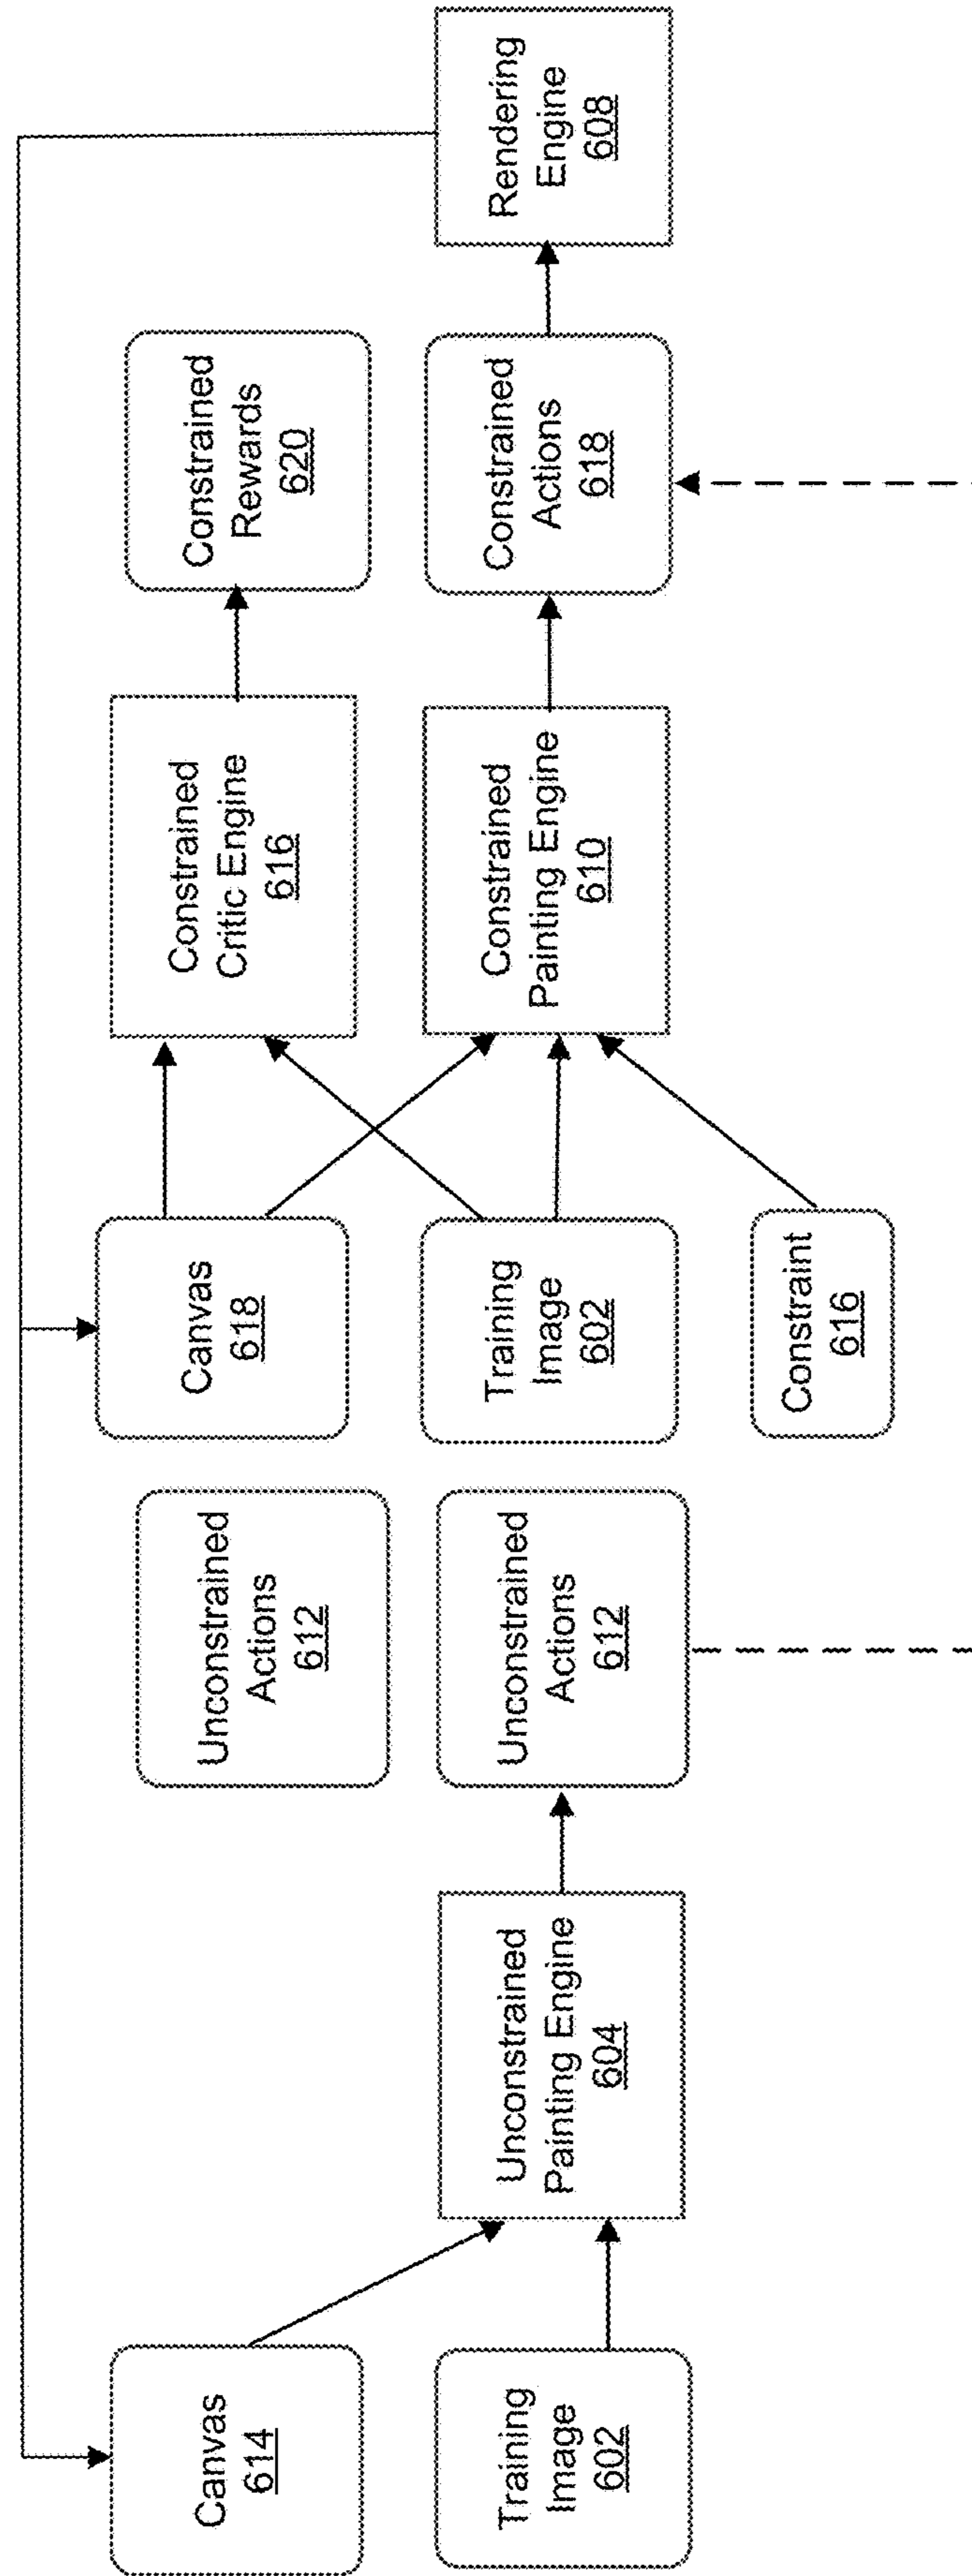 Canvas
614
Training
Image
602
Unconstrained
Painting Engine
604
Unconstrained
Actions
612
Unconstrained
Actions
612
Canvas
618
Training
Image
602
Constraint
616
Constrained
Critic Engine
616
Constrained
Painting Engine
610
Constrained
Rewards
620
Constrained
Actions
618
Rendering
Engine
608